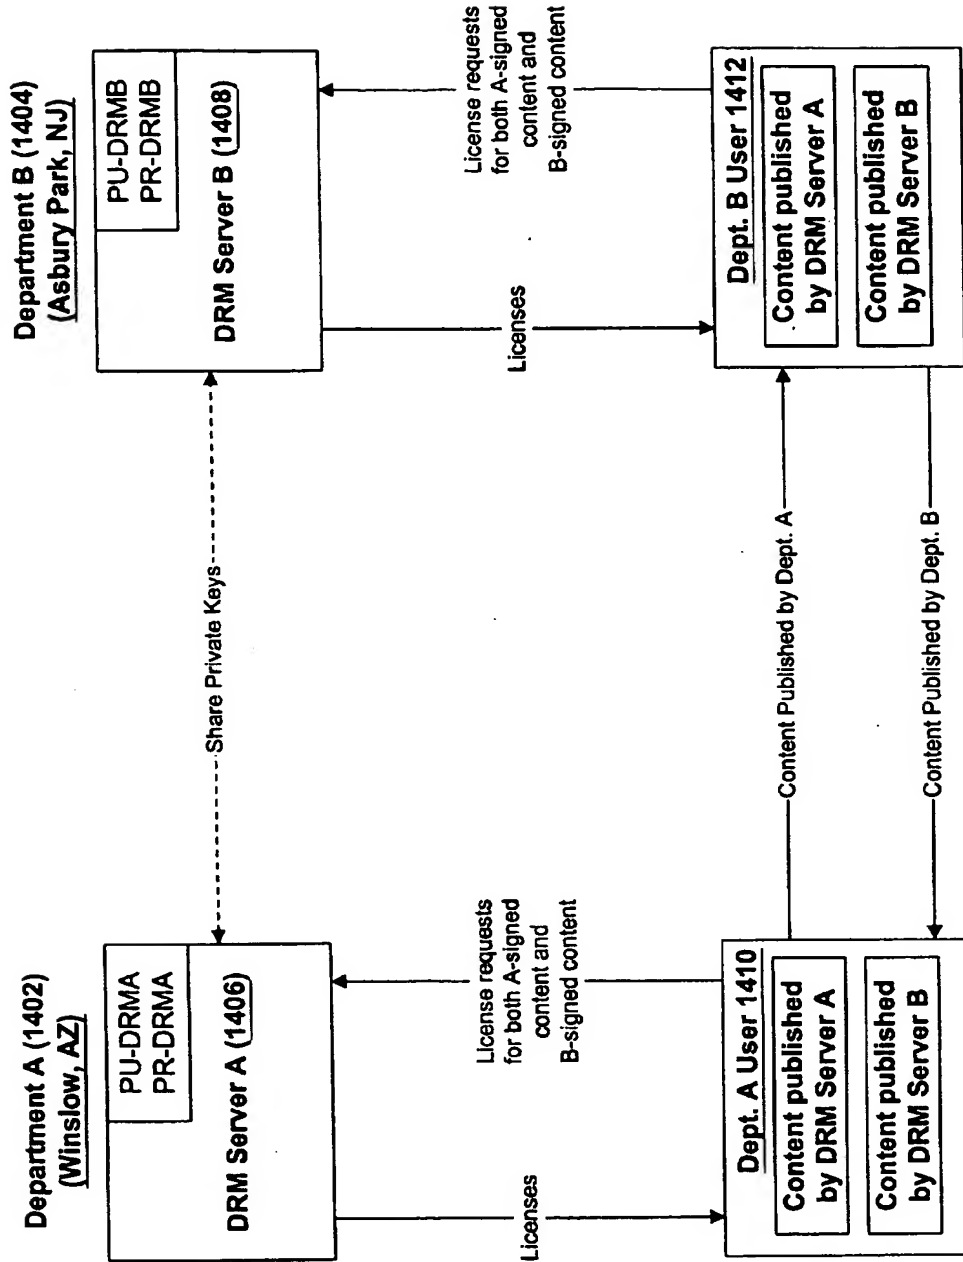 Department A (1402)
(Winslow, AZ)
PU-DRMA
PR-DRMA
DRM Server A (1406)
Share Private Keys
Department B (1404)
(Asbury Park, NJ)
PU-DRMB
PR-DRMB
DRM Server B (1408)
Licenses
License requests
for both A-signed
content and
B-signed content
Licenses
License requests
for both A-signed
content and
B-signed content
Dept. A User 1410
Content published
by DRM Server A
Content published
by DRM Server B
Content Published by Dept. A
Content Published by Dept. B
Dept. B User 1412
Content published
by DRM Server A
Content published
by DRM Server B